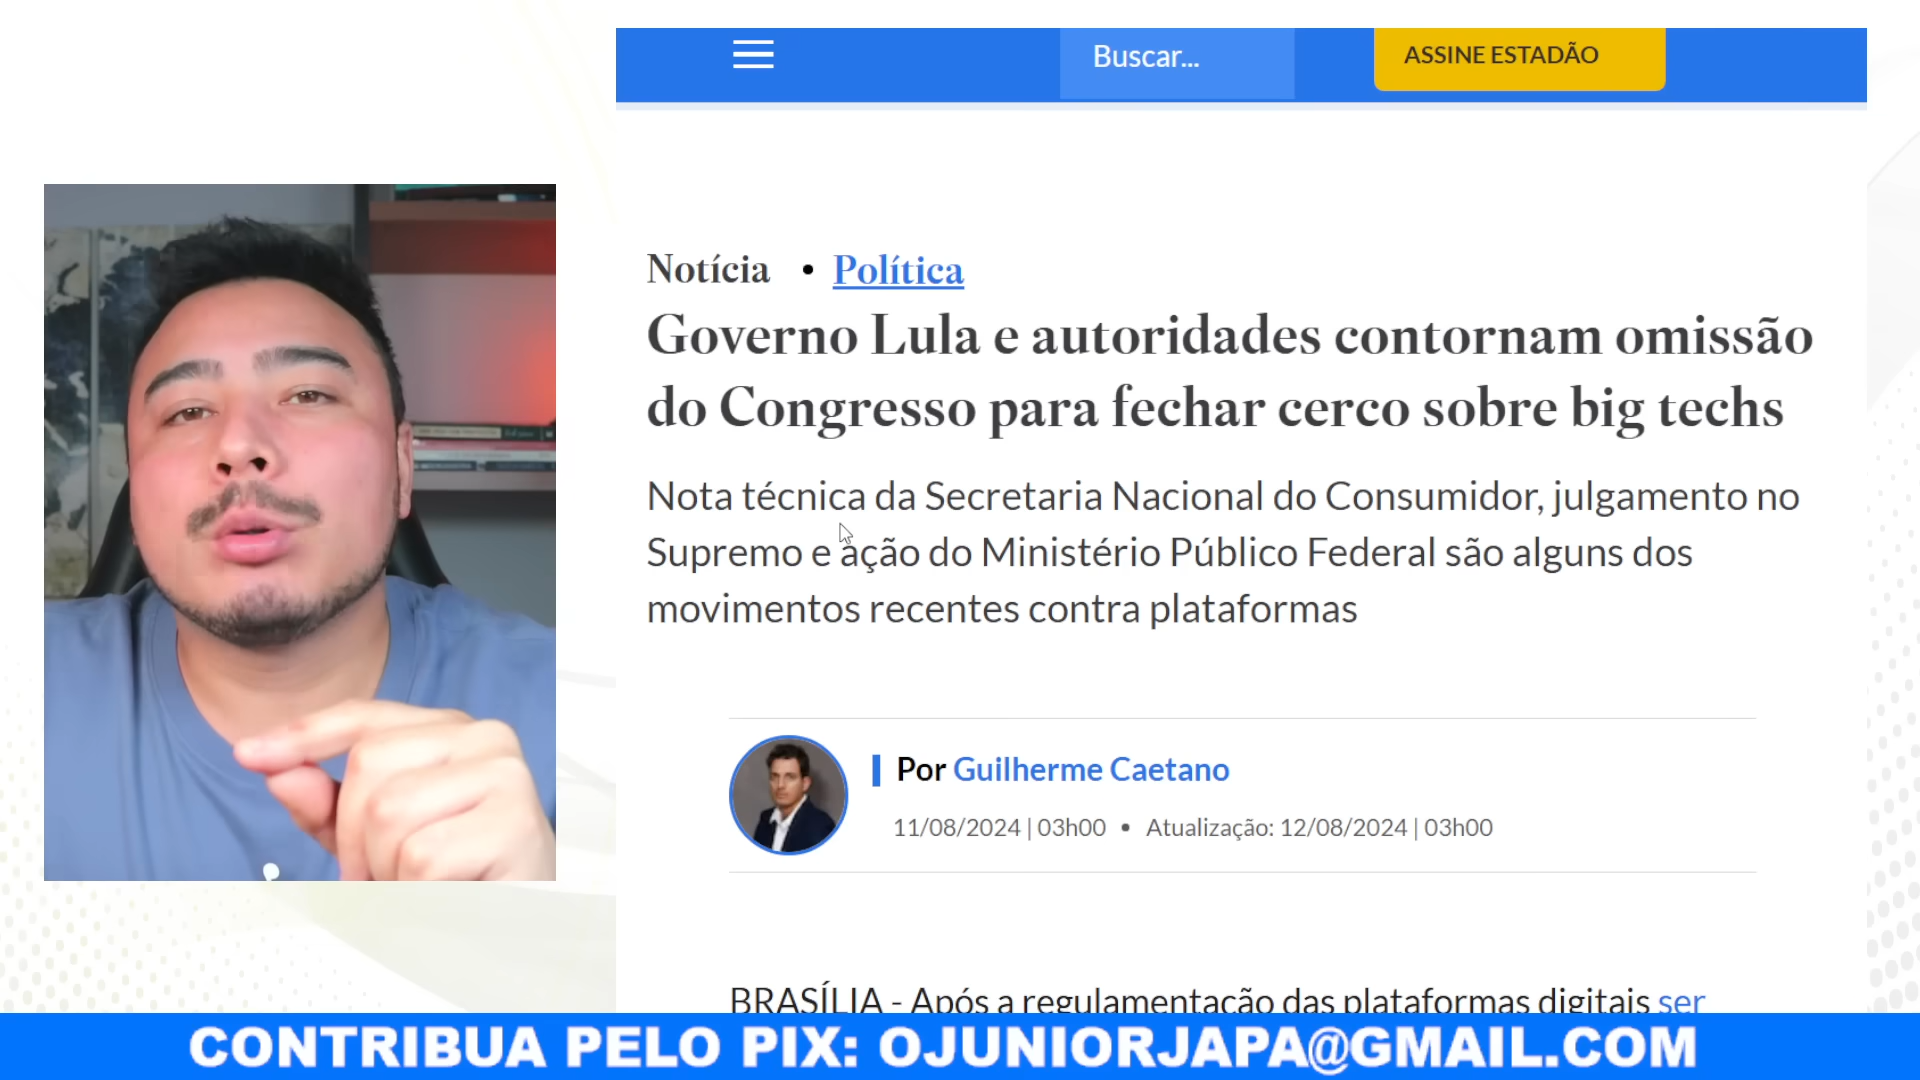 Buscar...
ASSINE ESTADÃO
Notícia • Política
Governo Lula e autoridades contornam omissão
do Congresso para fechar cerco sobre big techs
Nota técnica da Secretaria Nacional do Consumidor, julgamento no
Supremo e ação do Ministério Público Federal são alguns dos
movimentos recentes contra plataformas
Por Guilherme Caetano
11/08/2024 | 03h00 • Atualização: 12/08/2024 | 03h00
BRASÍLIA - Após a regulamentação das plataformas digitais ser
CONTRIBUA PELO PIX: OJUNIORJAPA@GMAIL.COM